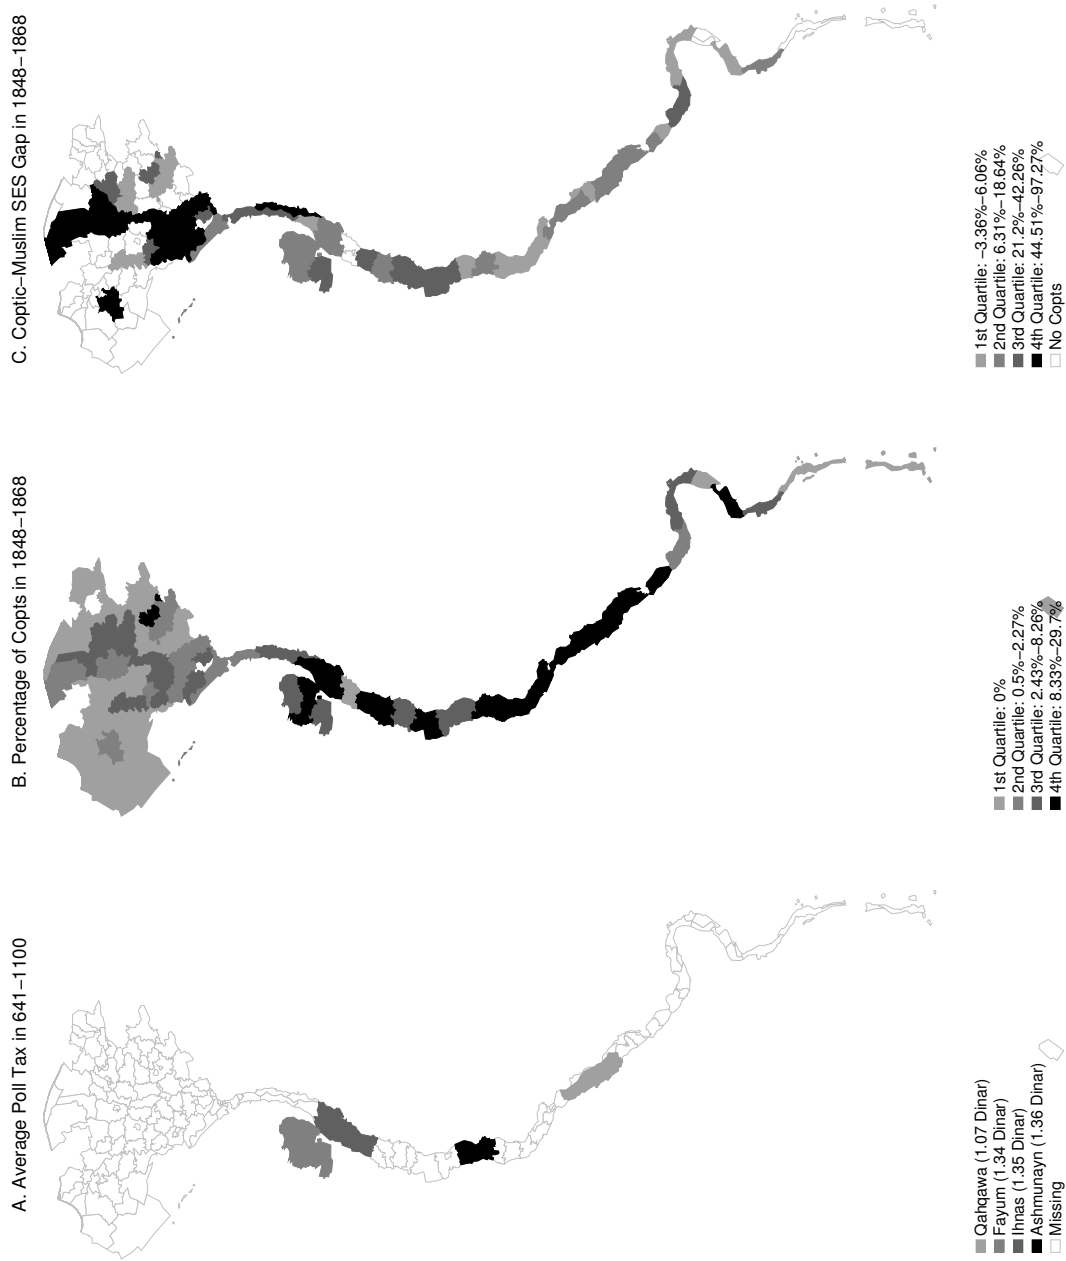 A. Average Poll Tax in 641−1100
Qahqawa (1.07 Dinar)
Fayum (1.34 Dinar)
Ihnas (1.35 Dinar)
Ashmunayn (1.36 Dinar)
Missing
B. Percentage of Copts in 1848−1868
1st Quartile: 0%
2nd Quartile: 0.5%−2.27%
3rd Quartile: 2.43%−8.26%
4th Quartile: 8.33%−29.7%
C. Coptic−Muslim SES Gap in 1848−1868
1st Quartile: −3.36%−6.06%
2nd Quartile: 6.31%−18.64%
3rd Quartile: 21.2%−42.26%
4th Quartile: 44.51%−97.27%
No Copts